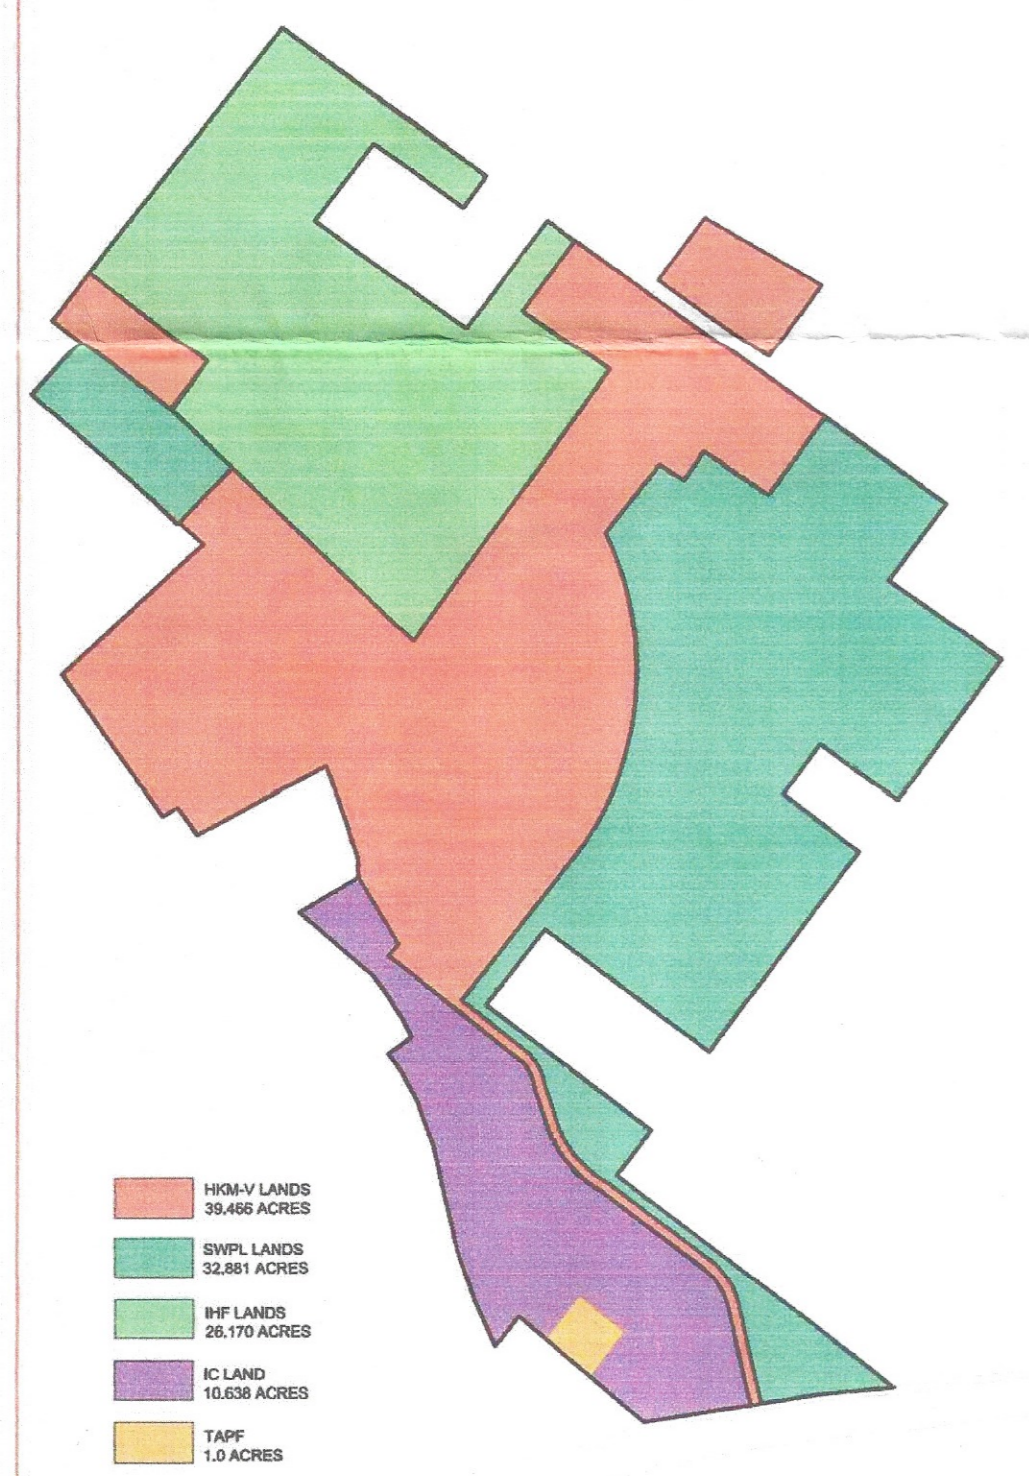 HKM-V LANDS
39,466 ACRES
SWPL LANDS
32,881 ACRES
IHF LANDS
26,170 ACRES
IC LAND
10.638 ACRES
TAPF
1.0 ACRES